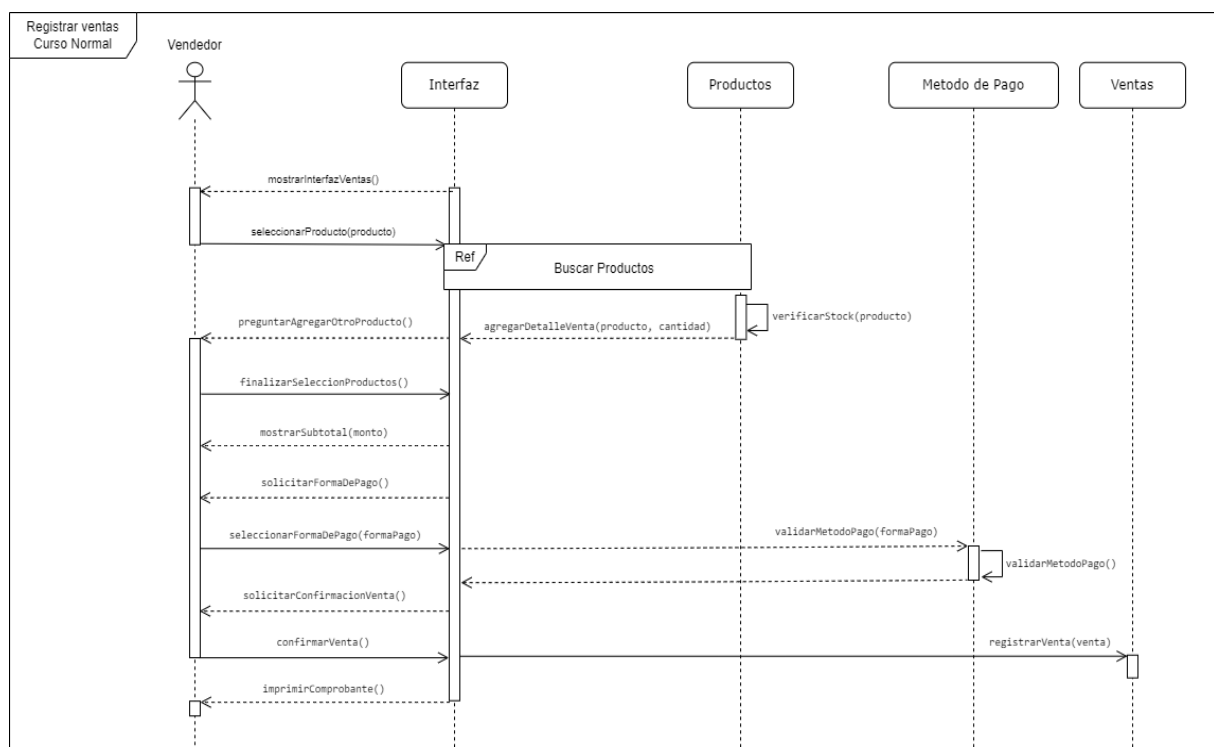 Registrar ventas
Curso Normal
Vendedor
Interfaz
Productos
Metodo de Pago
Ventas
mostrarInterfazVentas()
seleccionarProducto(producto)
Ref
Buscar Productos
verificarStock(producto)
preguntarAgregarOtroProducto()
agregarDetalleVenta(producto, cantidad)
finalizarSeleccionProductos()
mostrarSubtotal(monto)
solicitarFormaDePago()
seleccionarFormaDePago(formaPago)
validarMetodoPago(formaPago)
validarMetodoPago()
solicitarConfirmacionVenta()
confirmarVenta()
registrarVenta(venta)
imprimirComprobante()